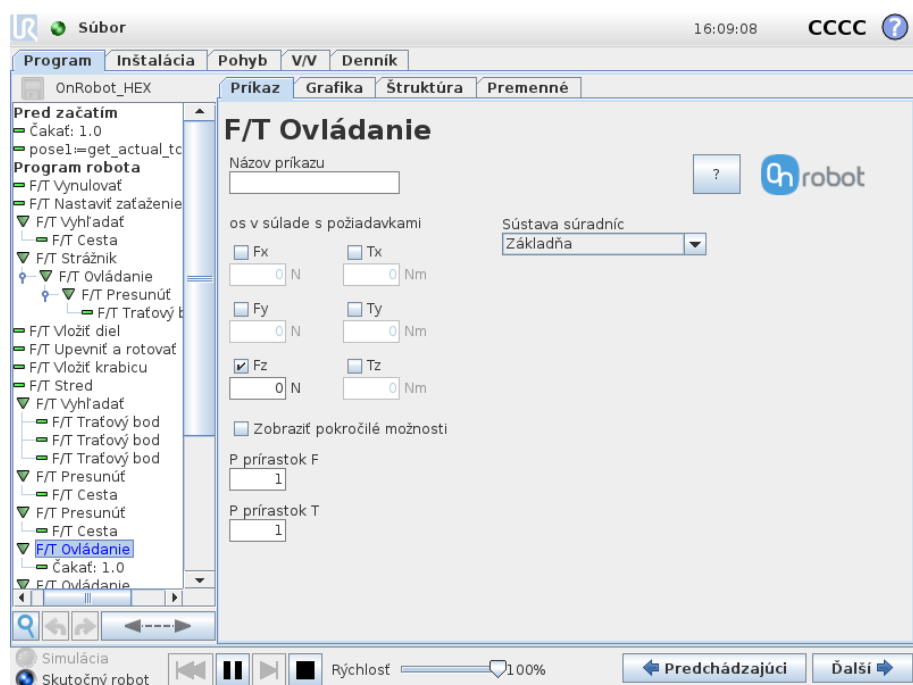 Súbor
16:09:08
CCCC
?
Program
Inštalácia
Pohyb
V/V
Denník
OnRobot_HEX
Príkaz
Grafika
Štruktúra
Premenné
Pred začatím
Čakať: 1.0
pose1:=get_actual_tc
Program robota
F/T Vynulovať
F/T Nastaviť zaťaženie
F/T Vyhľadať
F/T Cesta
F/T Strážnik
F/T Ovládanie
F/T Presunúť
F/T Traťový b
F/T Vložiť diel
F/T Upevniť a rotovať
F/T Vložiť krabicu
F/T Stred
F/T Vyhľadať
F/T Traťový bod
F/T Traťový bod
F/T Traťový bod
F/T Presunúť
F/T Cesta
F/T Presunúť
F/T Cesta
F/T Ovládanie
Čakať: 1.0
F/T Ovládanie
F/T Ovládanie
Názov príkazu
?
On robot
os v súlade s požiadavkami
Sústava súradníc
Základňa
Fx
Tx
0 N
0 Nm
Fy
Ty
0 N
0 Nm
Fz
Tz
0 N
0 Nm
Zobraziť pokročilé možnosti
P prírastok F
1
P prírastok T
1
Simulácia
Skutočný robot
Rýchlosť
100%
Predchádzajúci
Ďalší